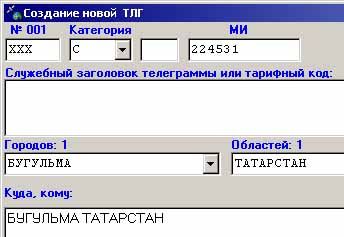 Создание новой ТЛГ
№ 001 Категория МИ
XXX С 224531
Служебный заголовок телеграммы или тарифный код:
Городов: 1 Областей: 1
БУГУЛЬМА ТАТАРСТАН
Куда, кому:
БУГУЛЬМА ТАТАРСТАН